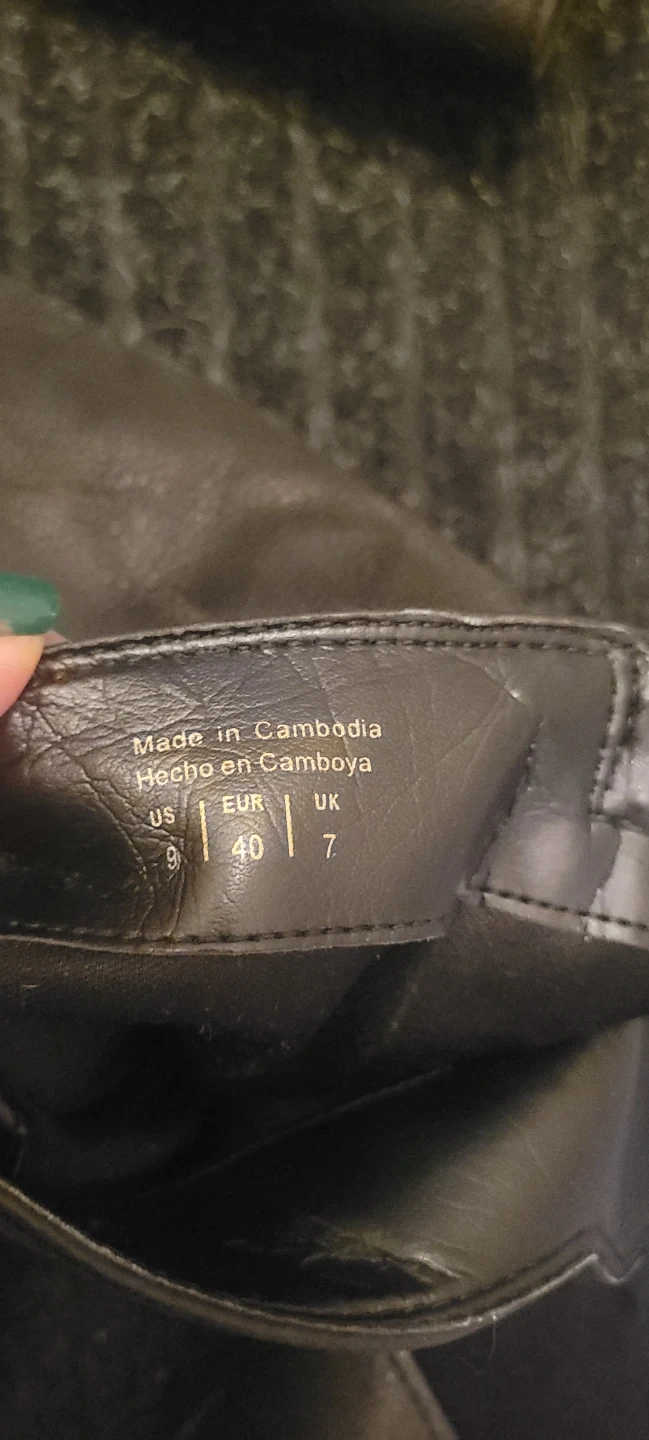 Made in Cambodia
Hecho en Camboya
US | EUR | UK
9 | 40 | 7